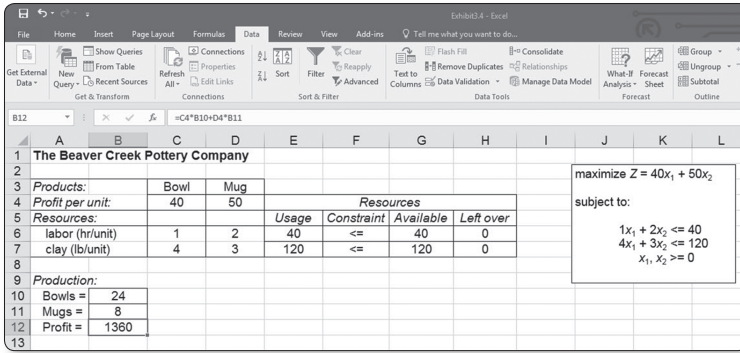 Exhibit3.4 - Excel
File Home Insert Page Layout Formulas Data Review View Add-ins Tell me what you want to do...
Get External Data
New Query
Show Queries
From Table
Recent Sources
Get & Transform
Refresh All
Connections
Properties
Edit Links
Connections
Sort
Filter
Clear
Reapply
Advanced
Sort & Filter
Text to Columns
Flash Fill
Remove Duplicates
Data Validation
Consolidate
Relationships
Manage Data Model
Data Tools
What-If Analysis
Forecast Sheet
Forecast
Group
Ungroup
Subtotal
Outline
B12 fx =C4*B10+D4*B11
A B C D E F G H I J K L
1 The Beaver Creek Pottery Company
2
3 Products: Bowl Mug
4 Profit per unit: 40 50 Resources
5 Resources: Usage Constraint Available Left over
6 labor (hr/unit) 1 2 40 <= 40 0
7 clay (lb/unit) 4 3 120 <= 120 0
8
9 Production:
10 Bowls = 24
11 Mugs = 8
12 Profit = 1360
13
maximize Z = 40x₁ + 50x₂
subject to:
1x₁ + 2x₂ <= 40
4x₁ + 3x₂ <= 120
x₁, x₂ >= 0